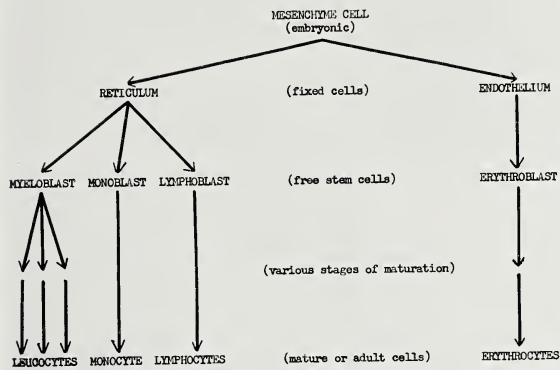 MESENCHYME CELL
(embryonic)
RETICULUM (fixed cells) ENDOTHELIUM
MYELOBLAST MONOBLAST LYMPHOBLAST (free stem cells) ERYTHROBLAST
(various stages of maturation)
LEUCOCYTES MONOCYTE LYMPHOCYTES (mature or adult cells) ERYTHROCYTES